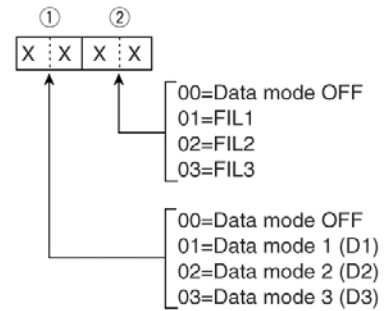 ① ②
X X X X
00=Data mode OFF
01=FIL1
02=FIL2
03=FIL3
00=Data mode OFF
01=Data mode 1 (D1)
02=Data mode 2 (D2)
03=Data mode 3 (D3)